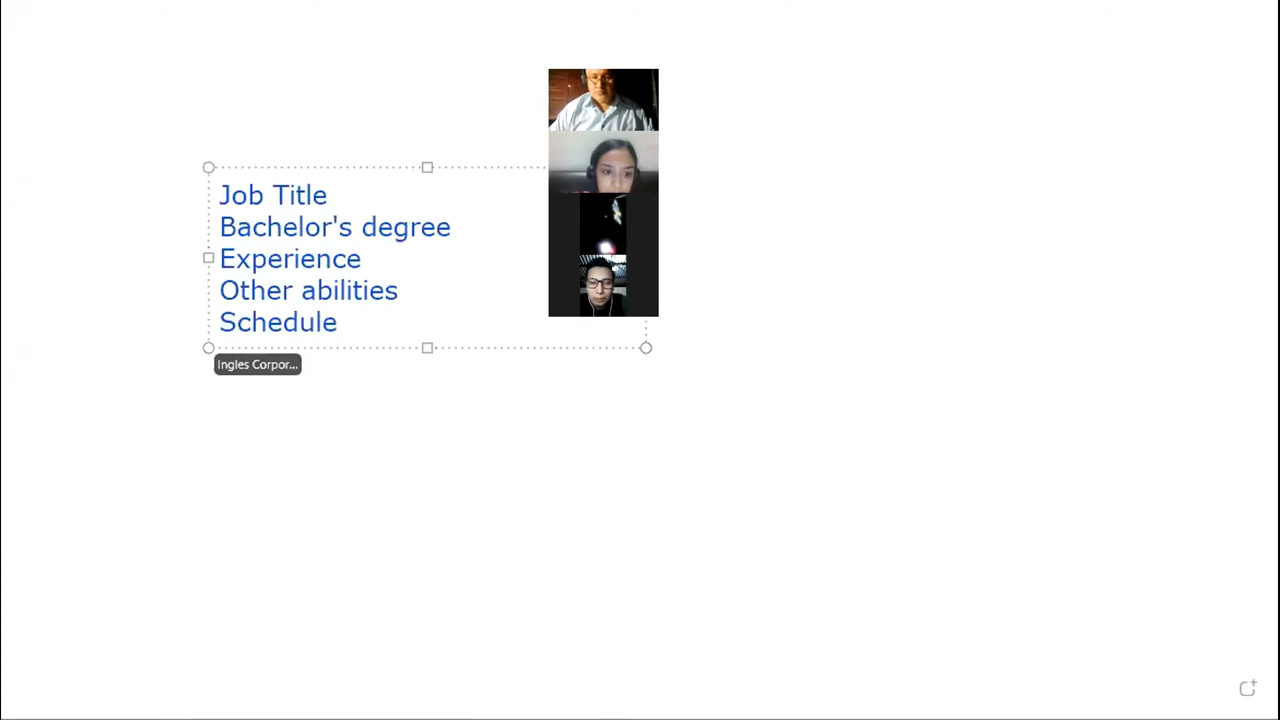 Job Title
Bachelor's degree
Experience
Other abilities
Schedule
Ingles Corpor...